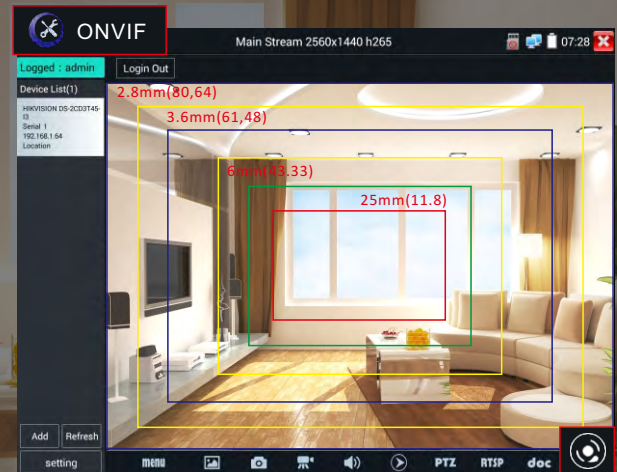 ONVIF
Main Stream 2560x1440 h265
07:28
Logged : admin
Login Out
Device List(1)
HIKVISION DS-2CD3T45-
I3
Serial 1
192.168.1.64
Location
2.8mm(80,64)
3.6mm(61,48)
6mm(43.33)
25mm(11.8)
Add
Refresh
setting
menu
PTZ
RTSP
doc